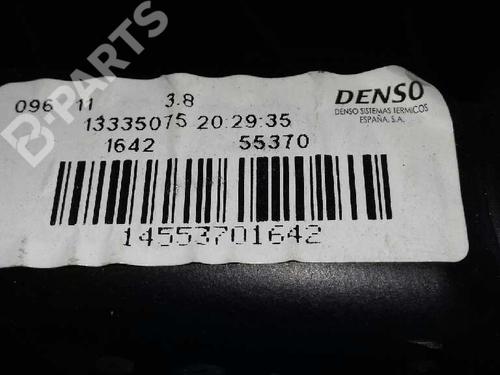 096 11 3.8
DENSO
DENSO SISTEMAS TERMICOS
ESPAÑA, S.A.
13335075 20:29:35
1642 55370
14553701642
B-PARTS